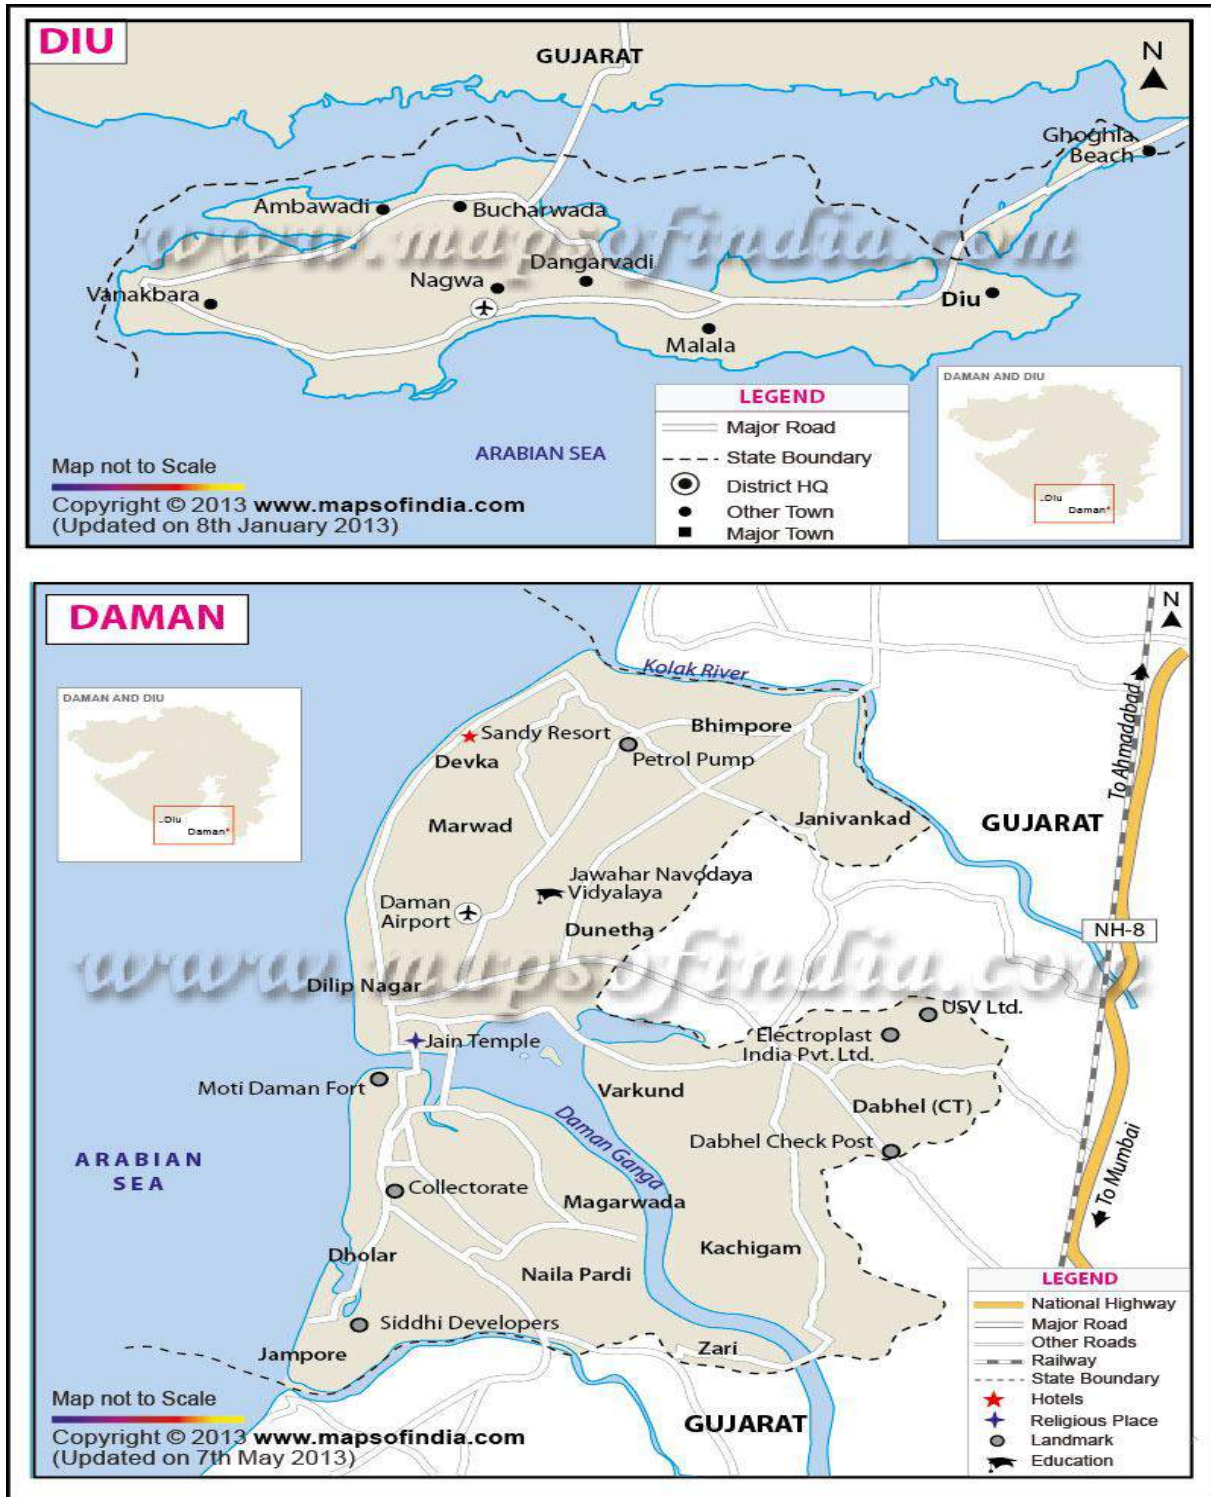 DIU
GUJARAT
N
Ghoghla
Beach
Ambawadi
Bucharwada
www.mapsofindia.com
Dangarvadi
Nagwa
Vanakbara
Diu
Malala
DAMAN AND DIU
Diu
Daman
LEGEND
Major Road
State Boundary
District HQ
Other Town
Major Town
ARABIAN SEA
Map not to Scale
Copyright © 2013 www.mapsofindia.com
(Updated on 8th January 2013)
DAMAN
N
Kolak River
To Ahmadabad
DAMAN AND DIU
Diu
Daman
Bhimpore
Sandy Resort
Petrol Pump
Devka
Marwad
Janivankad
GUJARAT
Jawahar Navodaya
Vidyalaya
Daman
Airport
Dunetha
NH-8
www.mapsofindia.com
Dilip Nagar
USV Ltd.
Jain Temple
Electroplast
India Pvt. Ltd.
Moti Daman Fort
Varkund
Dabhel (CT)
Daman Ganga
Dabhel Check Post
To Mumbai
ARABIAN
SEA
Collectorate
Magarwada
Kachigam
Dholar
Naila Pardi
Siddhi Developers
Jampore
Zari
GUJARAT
LEGEND
National Highway
Major Road
Other Roads
Railway
State Boundary
Hotels
Religious Place
Landmark
Education
Map not to Scale
Copyright © 2013 www.mapsofindia.com
(Updated on 7th May 2013)